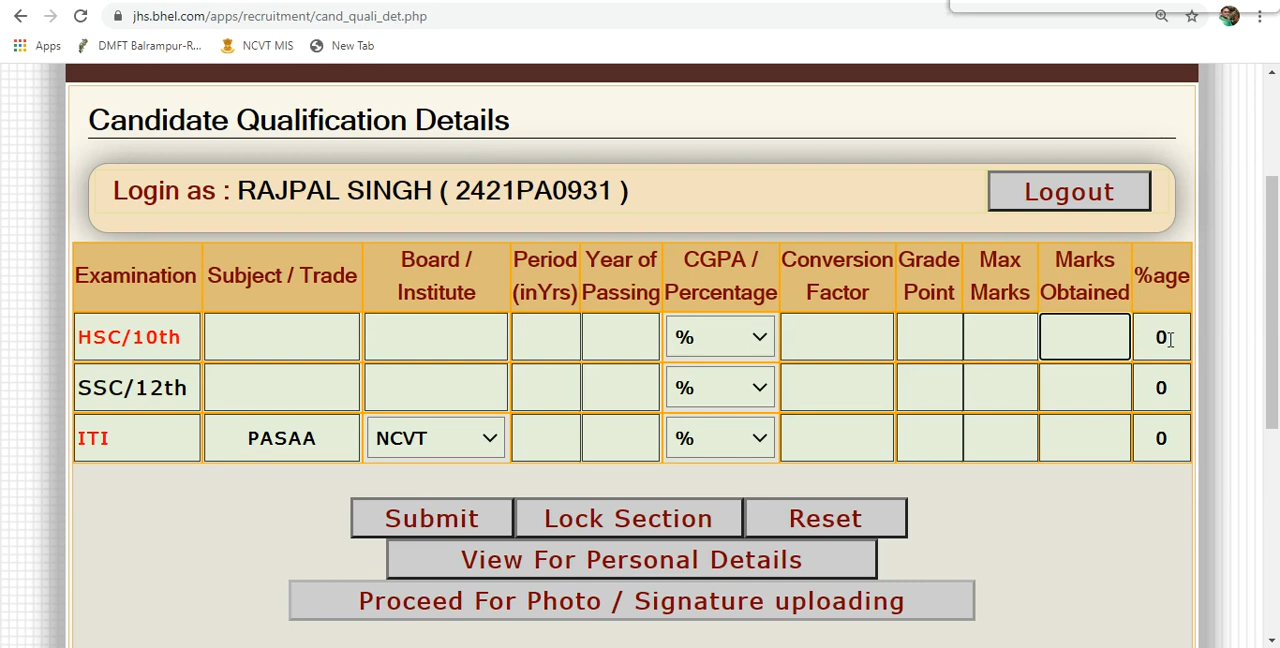 jhs.bhel.com/apps/recruitment/cand_quali_det.php
Apps DMFT Balrampur-R... NCVT MIS New Tab
Candidate Qualification Details
Login as : RAJPAL SINGH ( 2421PA0931 ) Logout
Examination Subject / Trade Board / Institute Period (inYrs) Year of Passing CGPA / Percentage Conversion Factor Grade Point Max Marks Marks Obtained %age
HSC/10th % 0
SSC/12th % 0
ITI PASAA NCVT % 0
Submit Lock Section Reset
View For Personal Details
Proceed For Photo / Signature uploading